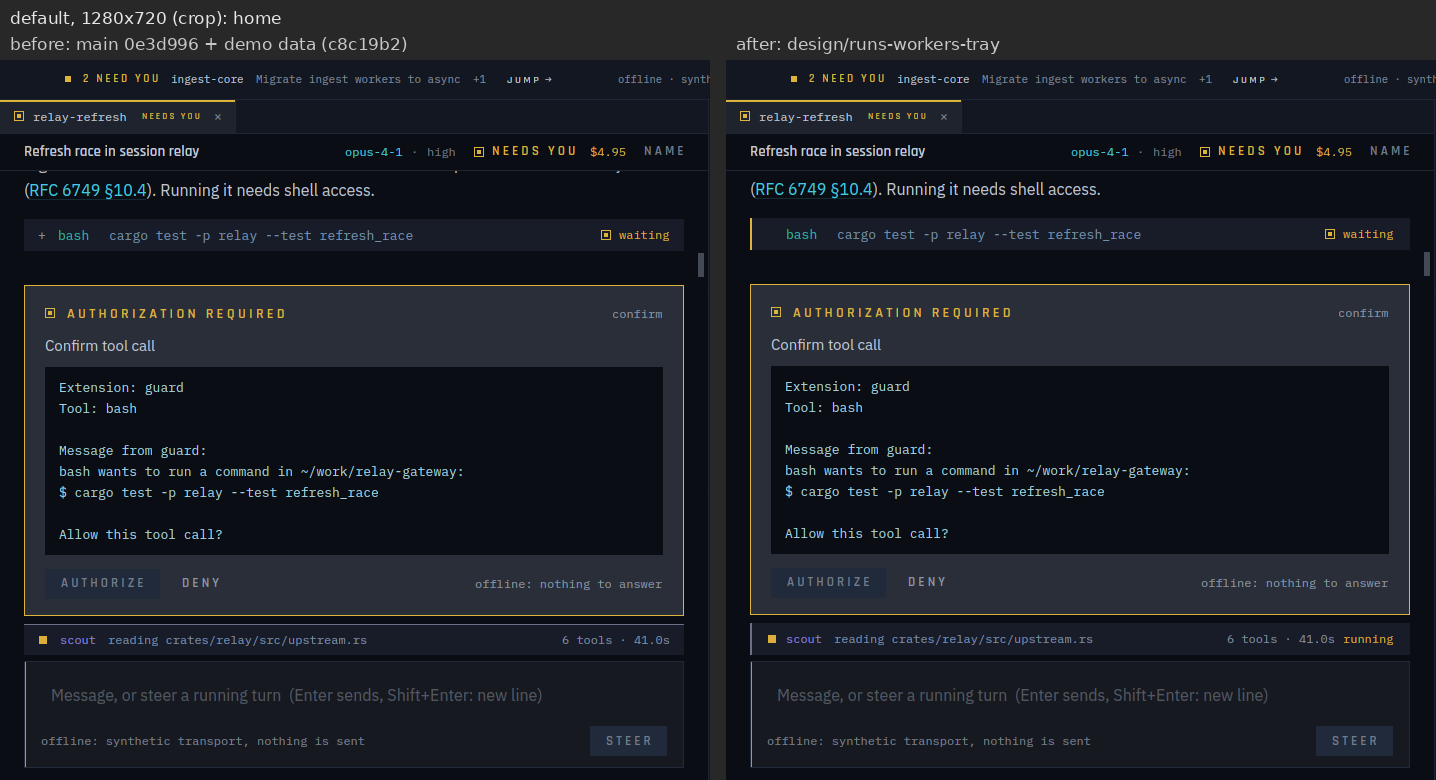 default, 1280x720 (crop): home
before: main 0e3d996 + demo data (c8c19b2)
2 NEED YOU ingest-core Migrate ingest workers to async +1 JUMP → offline · synth
relay-refresh NEEDS YOU ×
Refresh race in session relay opus-4-1 · high NEEDS YOU $4.95 NAME
(RFC 6749 §10.4). Running it needs shell access.
+ bash cargo test -p relay --test refresh_race waiting
AUTHORIZATION REQUIRED confirm
Confirm tool call
Extension: guard
Tool: bash
Message from guard:
bash wants to run a command in ~/work/relay-gateway:
$ cargo test -p relay --test refresh_race
Allow this tool call?
AUTHORIZE DENY offline: nothing to answer
scout reading crates/relay/src/upstream.rs 6 tools · 41.0s
Message, or steer a running turn (Enter sends, Shift+Enter: new line)
offline: synthetic transport, nothing is sent STEER
after: design/runs-workers-tray
2 NEED YOU ingest-core Migrate ingest workers to async +1 JUMP → offline · synth
relay-refresh NEEDS YOU ×
Refresh race in session relay opus-4-1 · high NEEDS YOU $4.95 NAME
(RFC 6749 §10.4). Running it needs shell access.
bash cargo test -p relay --test refresh_race waiting
AUTHORIZATION REQUIRED confirm
Confirm tool call
Extension: guard
Tool: bash
Message from guard:
bash wants to run a command in ~/work/relay-gateway:
$ cargo test -p relay --test refresh_race
Allow this tool call?
AUTHORIZE DENY offline: nothing to answer
scout reading crates/relay/src/upstream.rs 6 tools · 41.0s running
Message, or steer a running turn (Enter sends, Shift+Enter: new line)
offline: synthetic transport, nothing is sent STEER